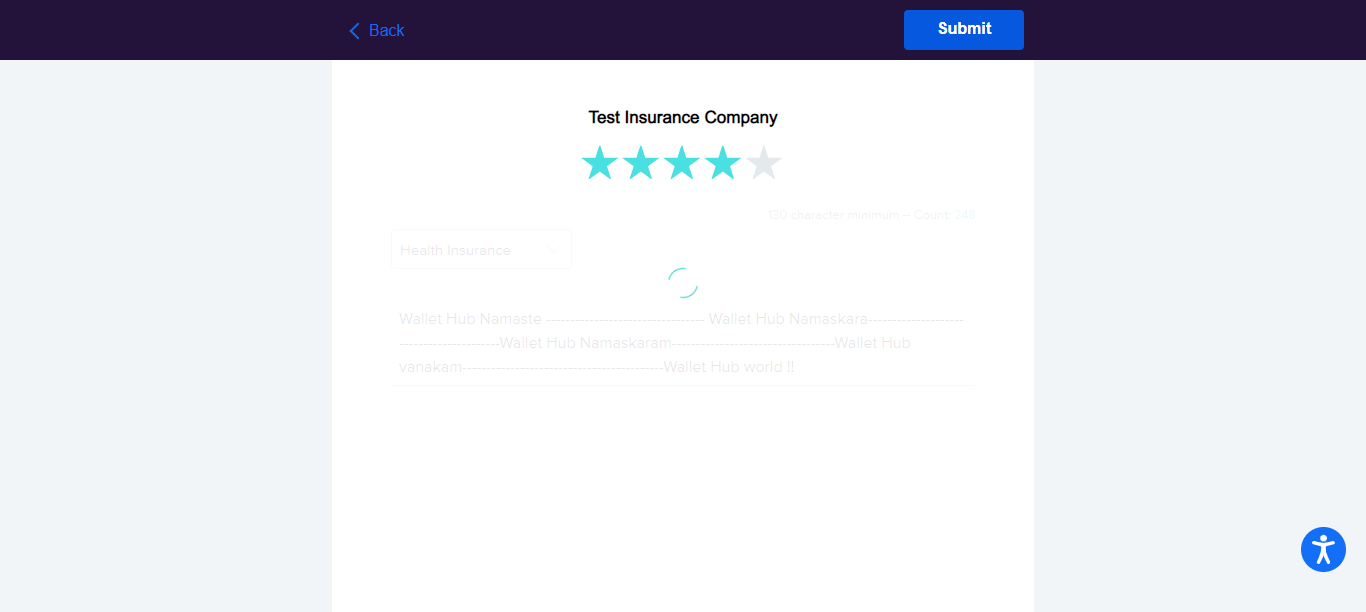 Back
Submit
Test Insurance Company
130 character minimum – Count: 248
Health Insurance
Wallet Hub Namaste --------------------------------- Wallet Hub Namaskara--------------------
---------------------Wallet Hub Namaskaram----------------------------------Wallet Hub
vanakam------------------------------------------Wallet Hub world !!